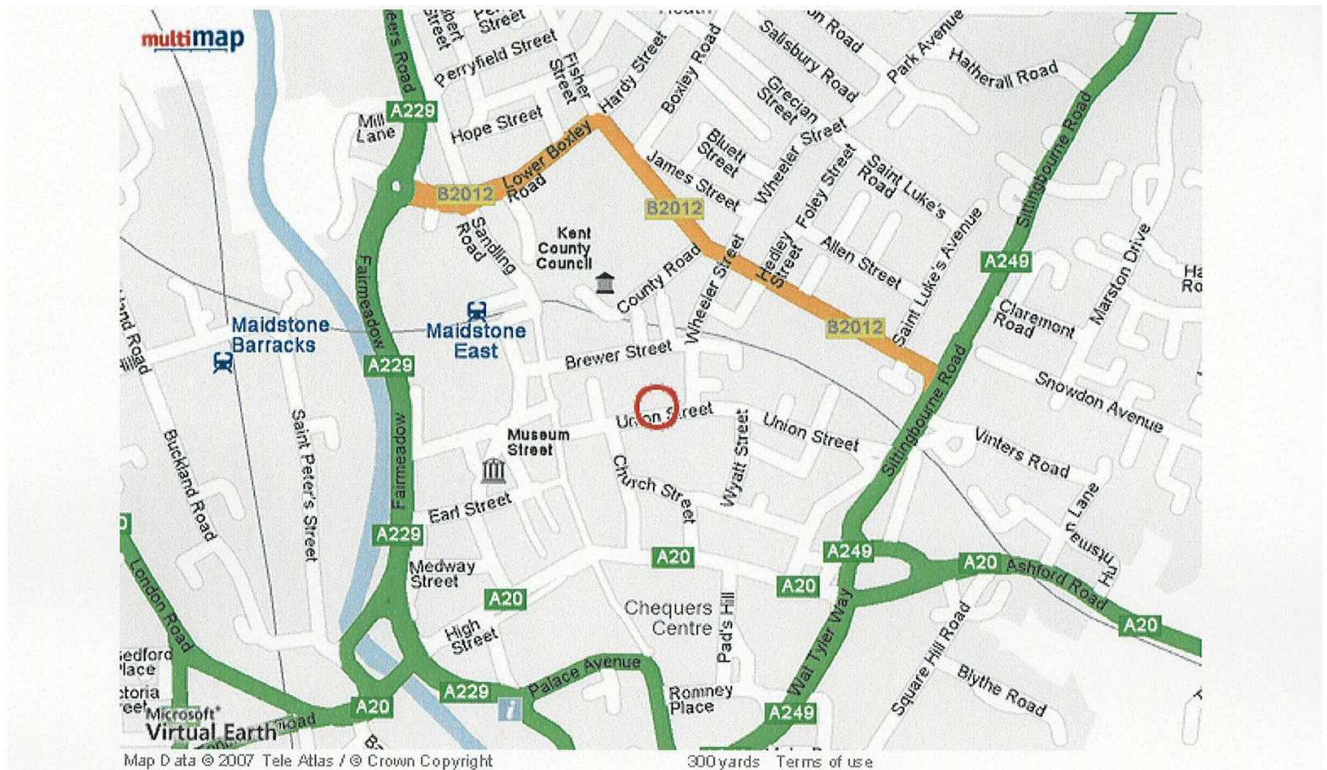 multimap
A229
Mill
Lane
Perryfield Street
Hope Street
Fisher
Street
Hardy Street
Boxley Road
Salisbury Road
Grecian
Street
Park Avenue
Hatherall Road
Sittingbourne Road
Lower Boxley
Road
B2012
Bluett
Street
James Street
Wheeler Street
Foley Street
Saint Luke's
Road
B2012
Sandling
Road
Kent
County
Council
County Road
Wheeler Street
Hedley
Street
Allen Street
Saint Luke's Avenue
A249
Marston Drive
Claremont
Road
Fairmeadow
Maidstone
Barracks
Maidstone
East
B2012
A229
Brewer Street
Sittingbourne Road
Snowdon Avenue
Union Street
Union Street
Buckland Road
Saint Peter's Street
Museum
Street
Wyatt Street
Vinters Road
Fairmeadow
Earl Street
Church Street
Lane
A229
A20
A249
A20
Ashford Road
London Road
Medway
Street
A20
A20
A20
High
Street
Chequers
Centre
Pad's Hill
Wat Tyler Way
Square Hill Road
Palace Avenue
Romney
Place
Blythe Road
A229
A20
i
A249
Place
Road
Microsoft®
Virtual Earth™
Map Data © 2007 Tele Atlas / © Crown Copyright
300 yards Terms of use